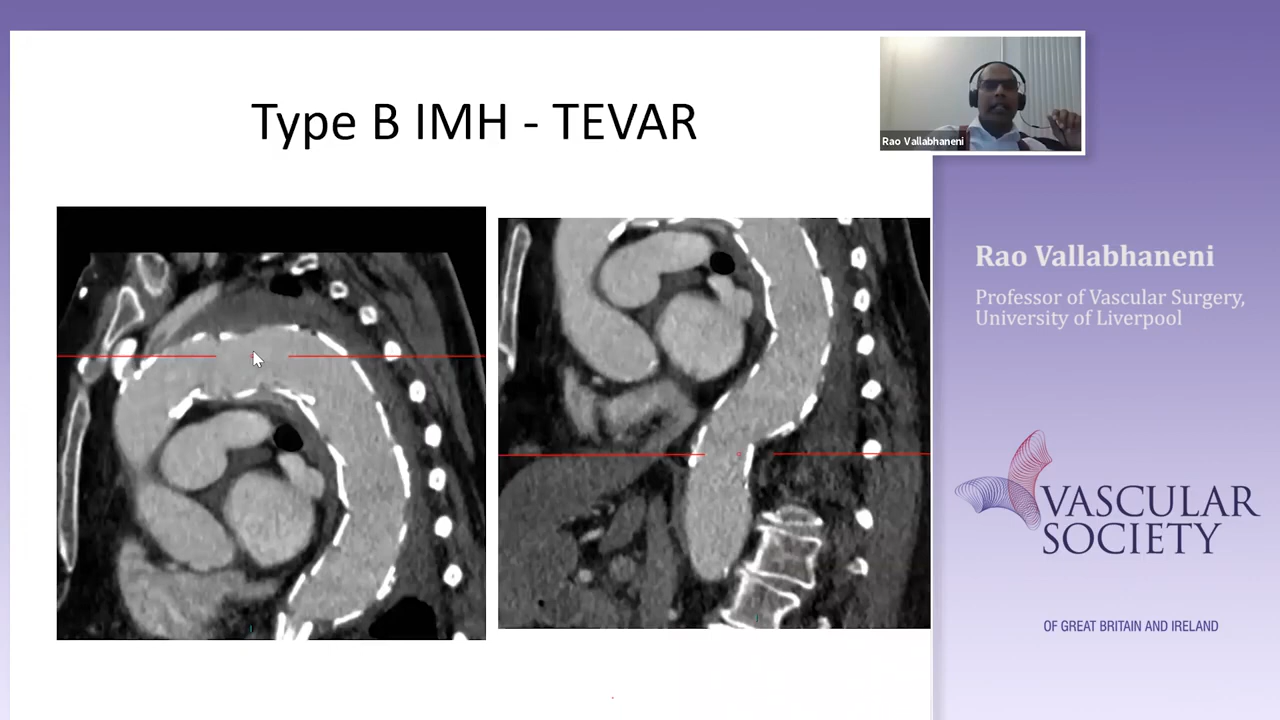 Type B IMH - TEVAR
Rao Vallabhaneni
Rao Vallabhaneni
Professor of Vascular Surgery,
University of Liverpool
VASCULAR
SOCIETY
OF GREAT BRITAIN AND IRELAND